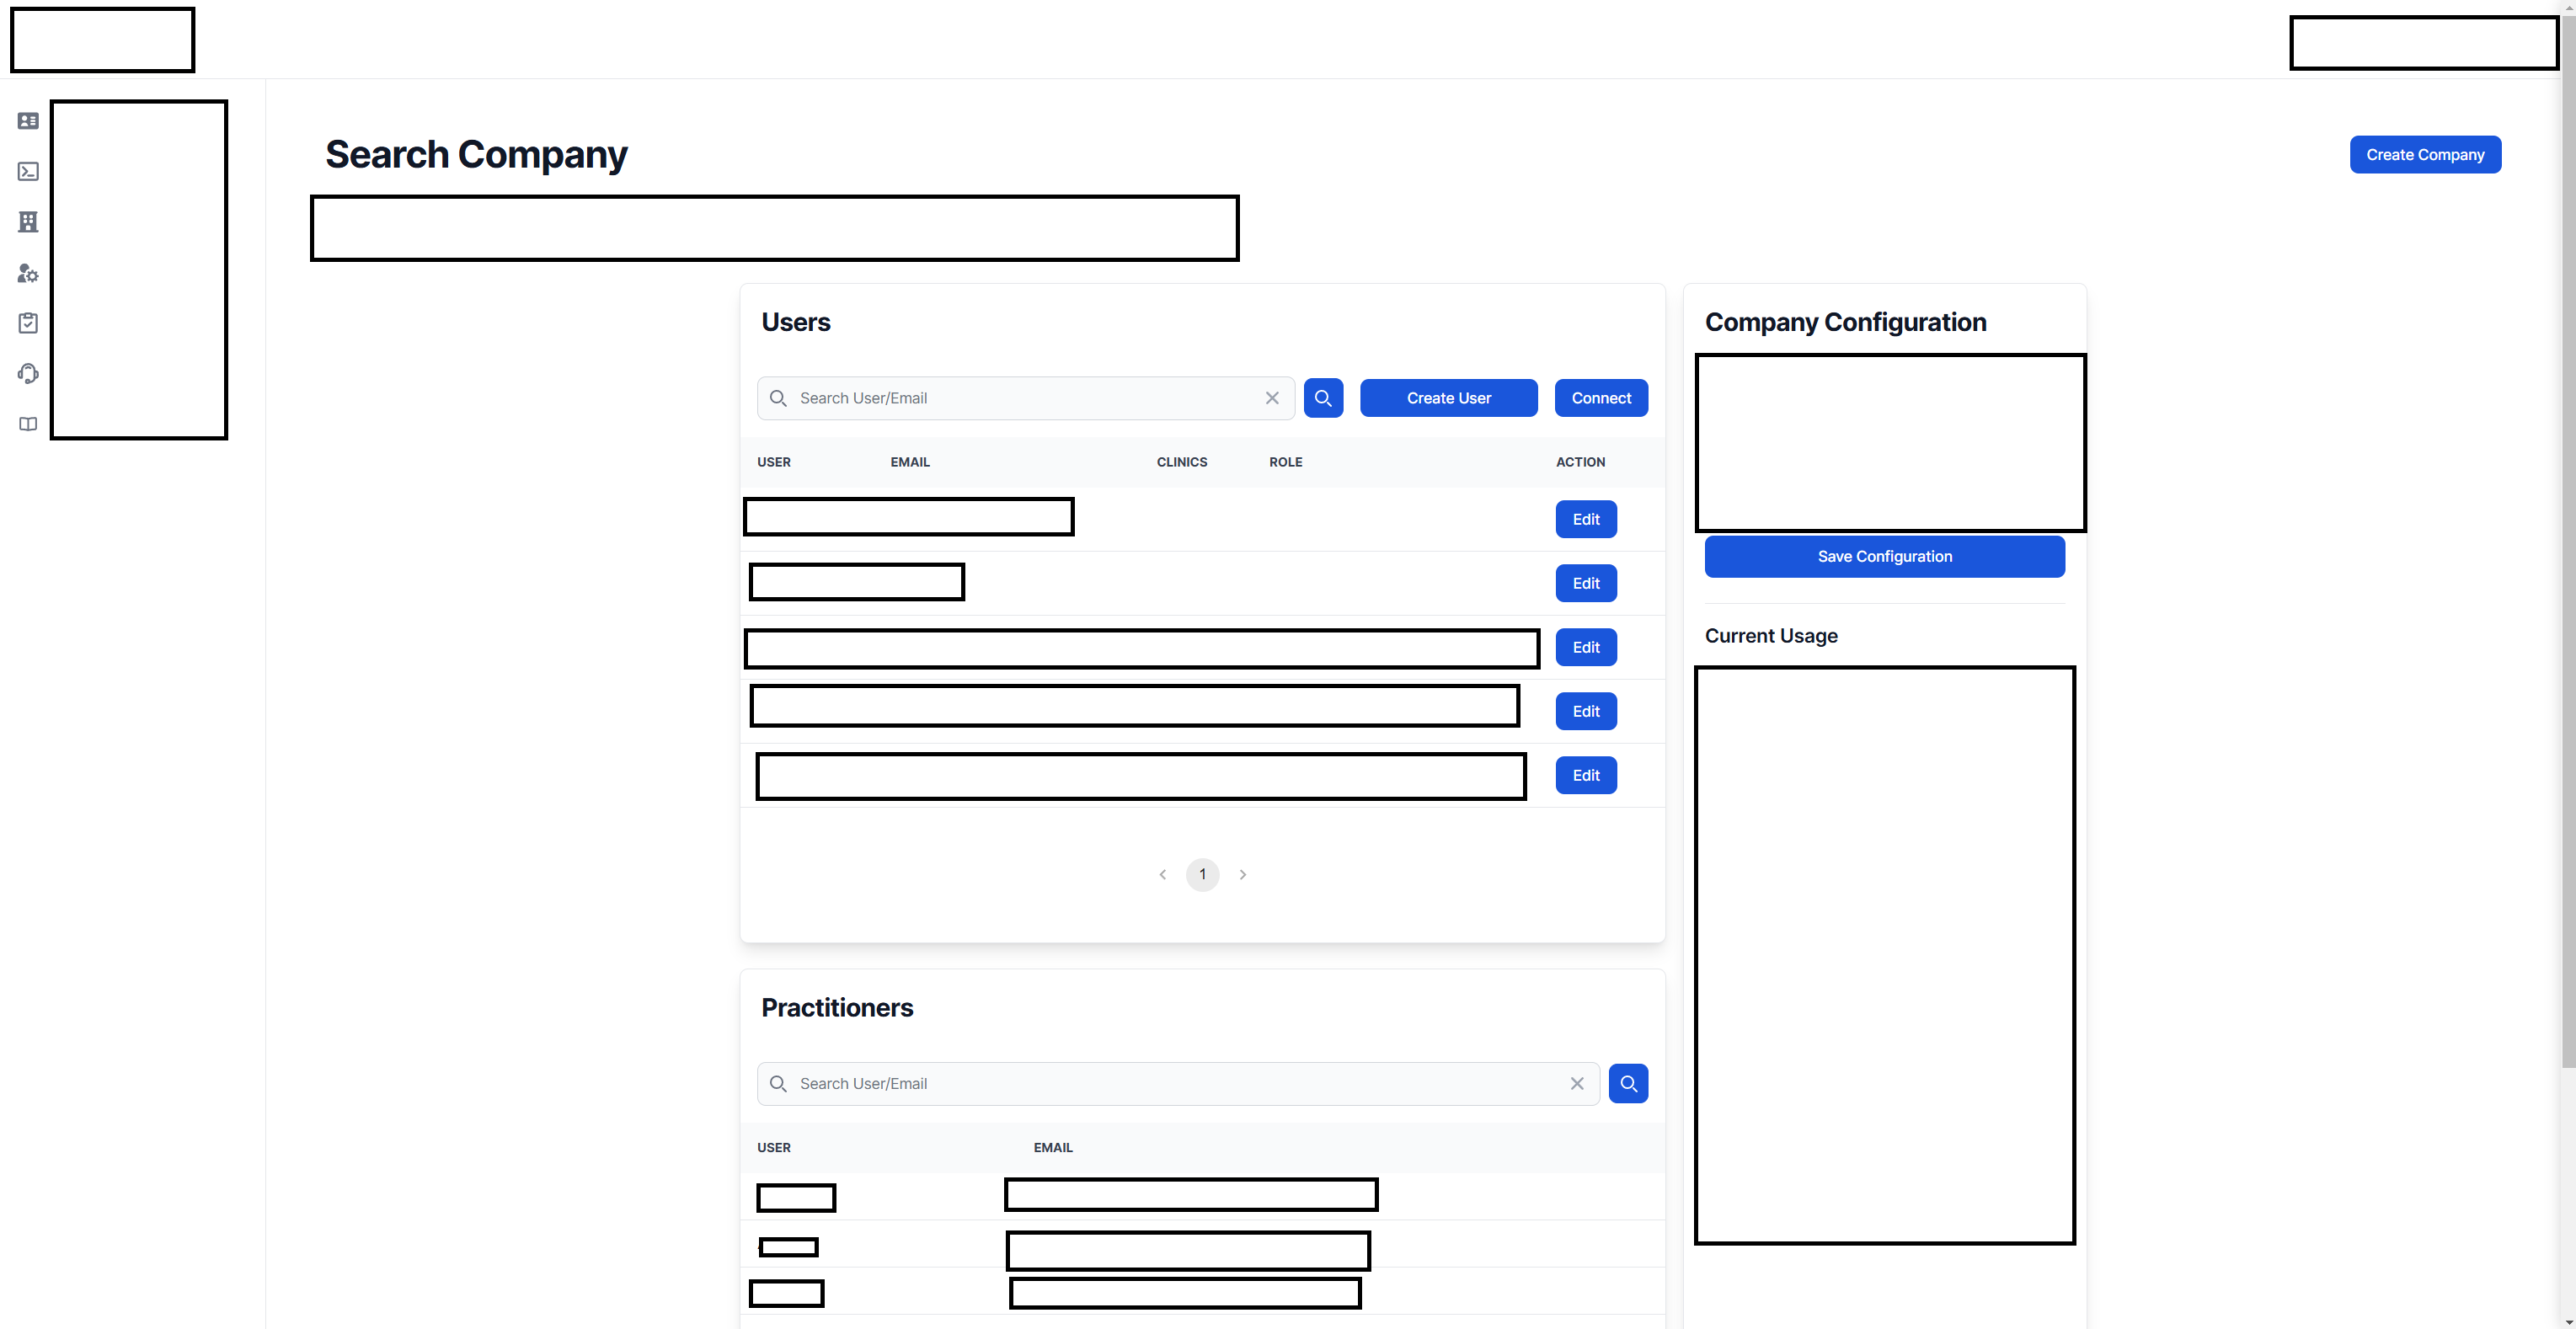 Search Company
Create Company
Users
Search User/Email
Create User
Connect
USER EMAIL CLINICS ROLE ACTION
Edit
Edit
Edit
Edit
Edit
1
Company Configuration
Save Configuration
Current Usage
Practitioners
Search User/Email
USER EMAIL